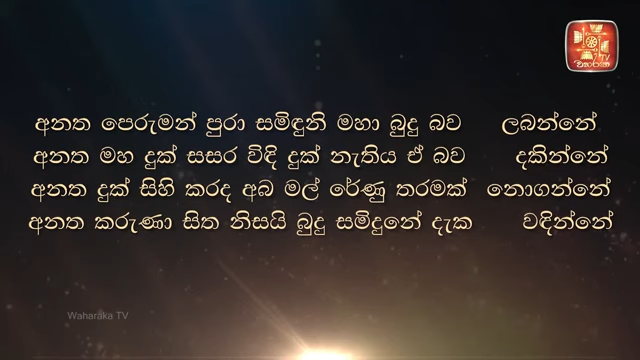 අනත පෙරුමන් පුරා සමිඳුනි මහා බුදු බව ලබන්නේ
අනත මහ දුක් සසර විඳි දුක් නැතිය ඒ බව දකින්නේ
අනත දුක් සිහි කරද අබ මල් රේණු තරමක් නොගන්නේ
අනත කරුණා සිත නිසයි බුදු සමිදුනේ දැක වඳින්නේ
Waharaka TV